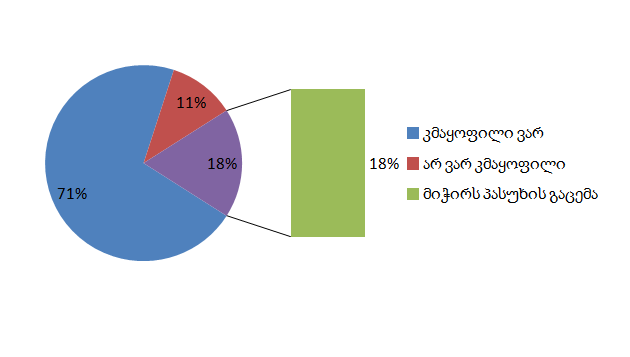 11%
18%
71%
18%
კმაყოფილი ვარ
არ ვარ კმაყოფილი
მიჭირს პასუხის გაცემა